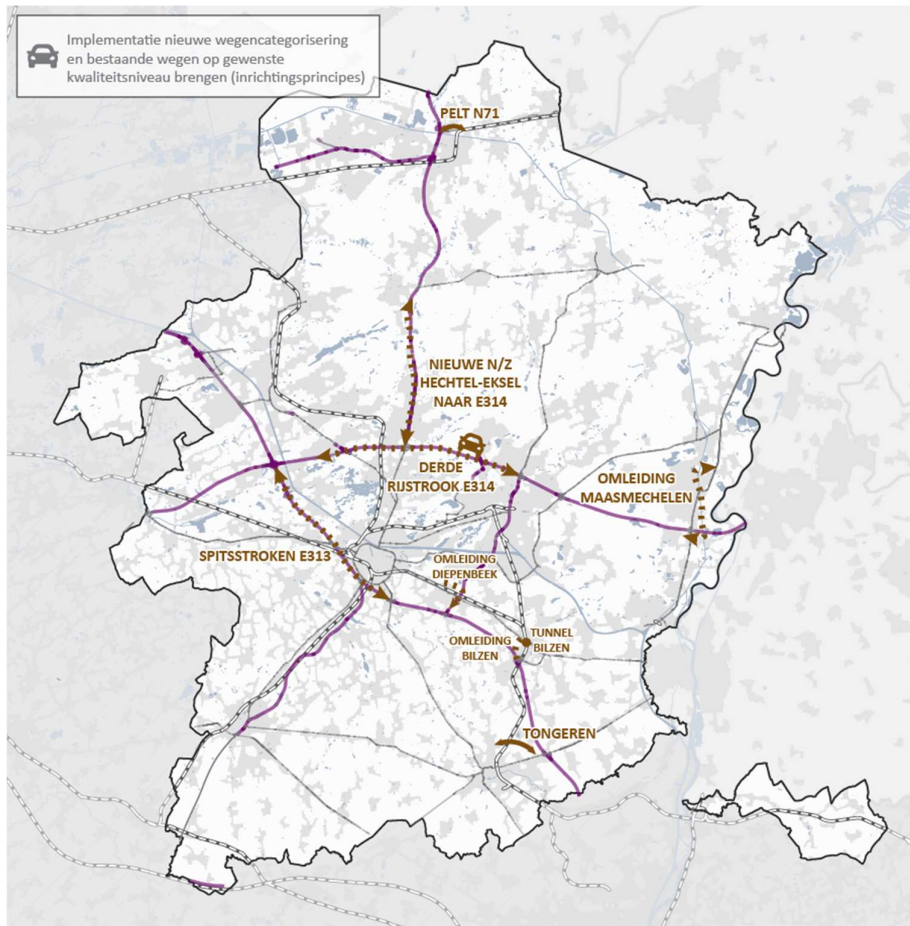 Implementatie nieuwe wegencategorisering
en bestaande wegen op gewenste
kwaliteitsniveau brengen (inrichtingsprincipes)
PELT N71
NIEUWE N/Z
HECHTEL-EKSEL
NAAR E314
DERDE
RIJSTROOK E314
OMLEIDING
MAASMECHELEN
SPITSSTROKEN E313
OMLEIDING
DIEPENBEEK
OMLEIDING
BILZEN
TUNNEL
BILZEN
TONGEREN